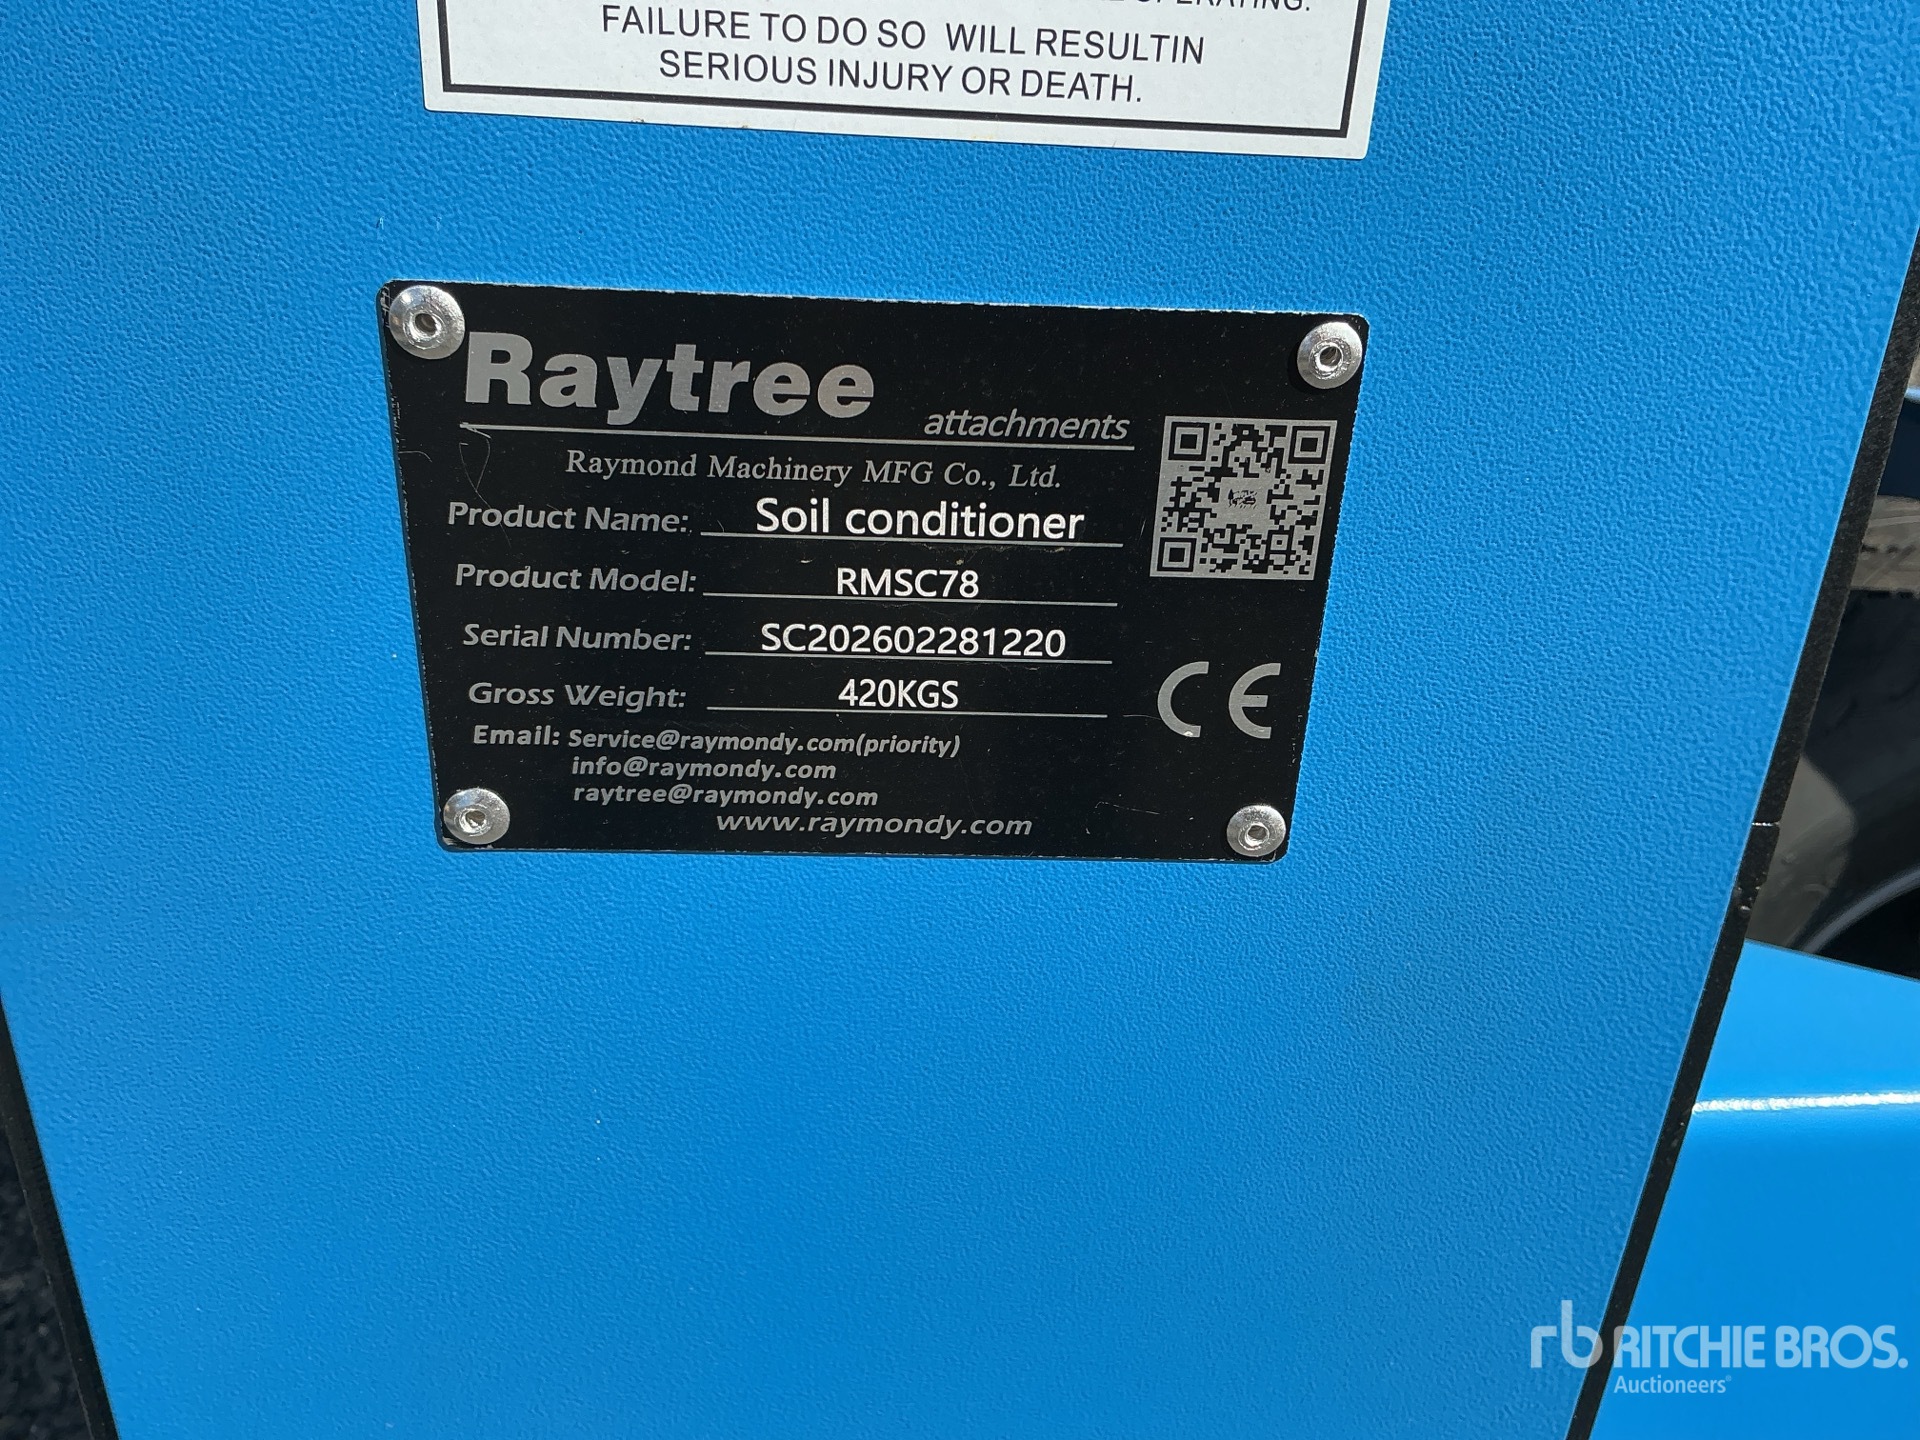 OPERATING.
FAILURE TO DO SO WILL RESULTIN
SERIOUS INJURY OR DEATH.
Raytree
attachments
Raymond Machinery MFG Co., Ltd.
Product Name: Soil conditioner
Product Model: RMSC78
Serial Number: SC202602281220
Gross Weight: 420KGS
CE
Email: Service@raymondy.com(priority)
info@raymondy.com
raytree@raymondy.com
www.raymondy.com
rb RITCHIE BROS.
Auctioneers